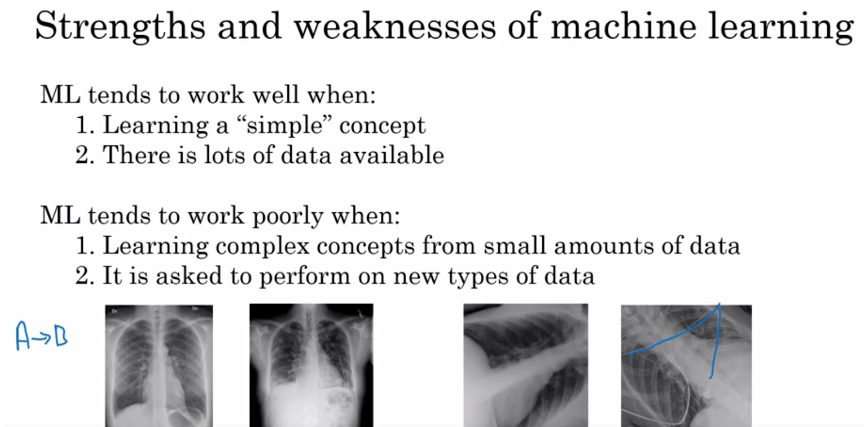 Strengths and weaknesses of machine learning
ML tends to work well when:
1. Learning a “simple” concept
2. There is lots of data available
ML tends to work poorly when:
1. Learning complex concepts from small amounts of data
2. It is asked to perform on new types of data
A→B